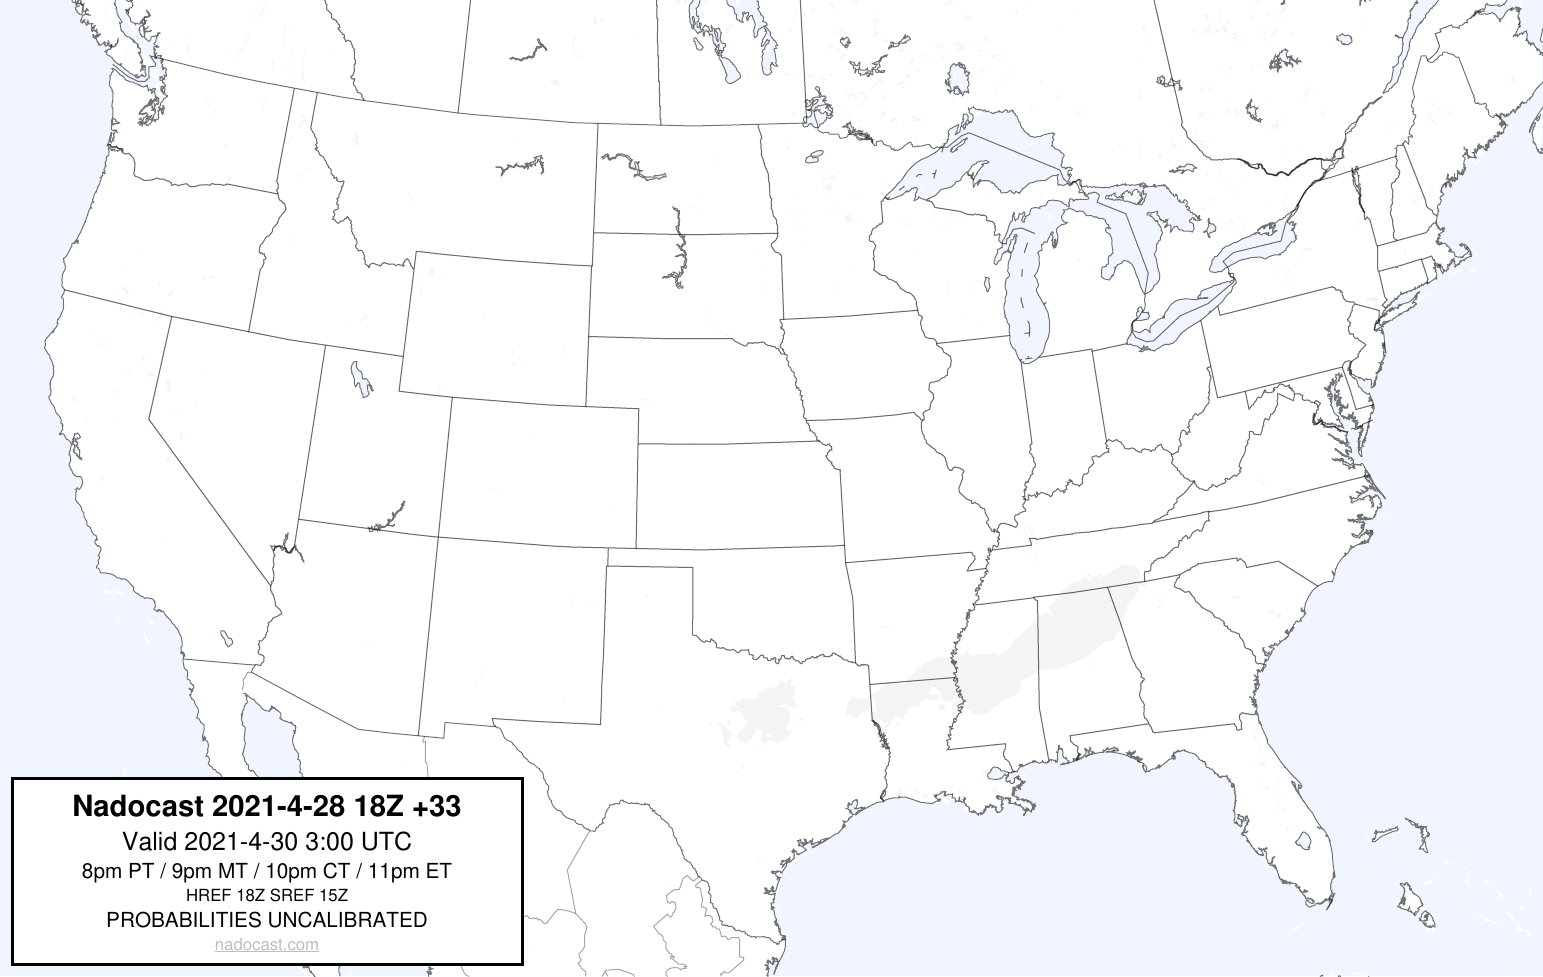 Nadocast 2021-4-28 18Z +33
Valid 2021-4-30 3:00 UTC
8pm PT / 9pm MT / 10pm CT / 11pm ET
HREF 18Z SREF 15Z
PROBABILITIES UNCALIBRATED
nadocast.com